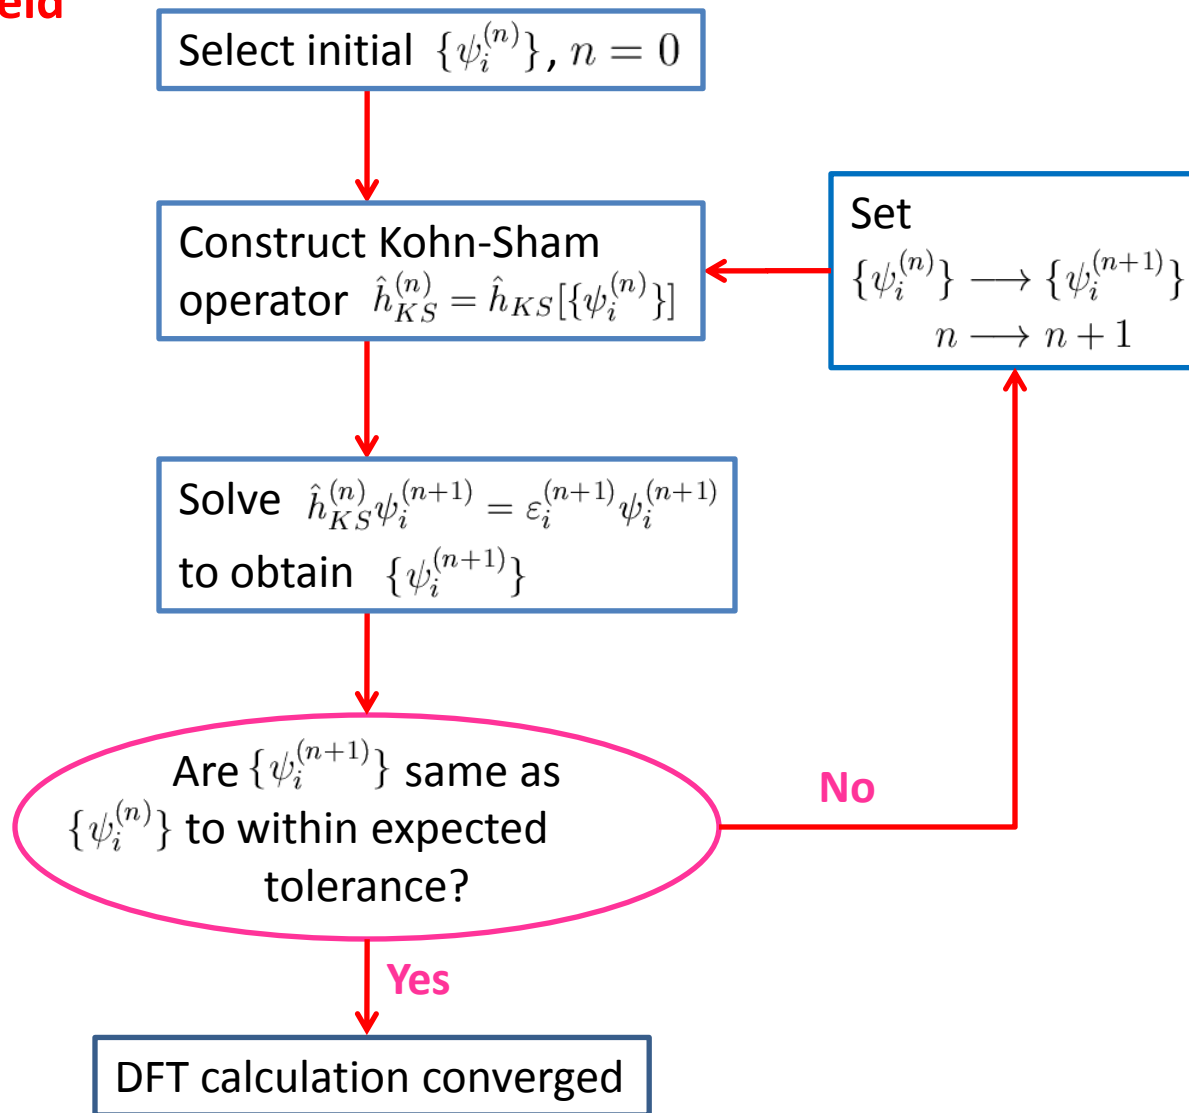 Select initial {ψ_i^(n)}, n = 0
Construct Kohn-Sham
operator ĥ_KS^(n) = ĥ_KS[{ψ_i^(n)}]
Set
{ψ_i^(n)} ⟶ {ψ_i^(n+1)}
n ⟶ n + 1
Solve ĥ_KS^(n) ψ_i^(n+1) = ε_i^(n+1) ψ_i^(n+1)
to obtain {ψ_i^(n+1)}
Are {ψ_i^(n+1)} same as
{ψ_i^(n)} to within expected
tolerance?
No
Yes
DFT calculation converged